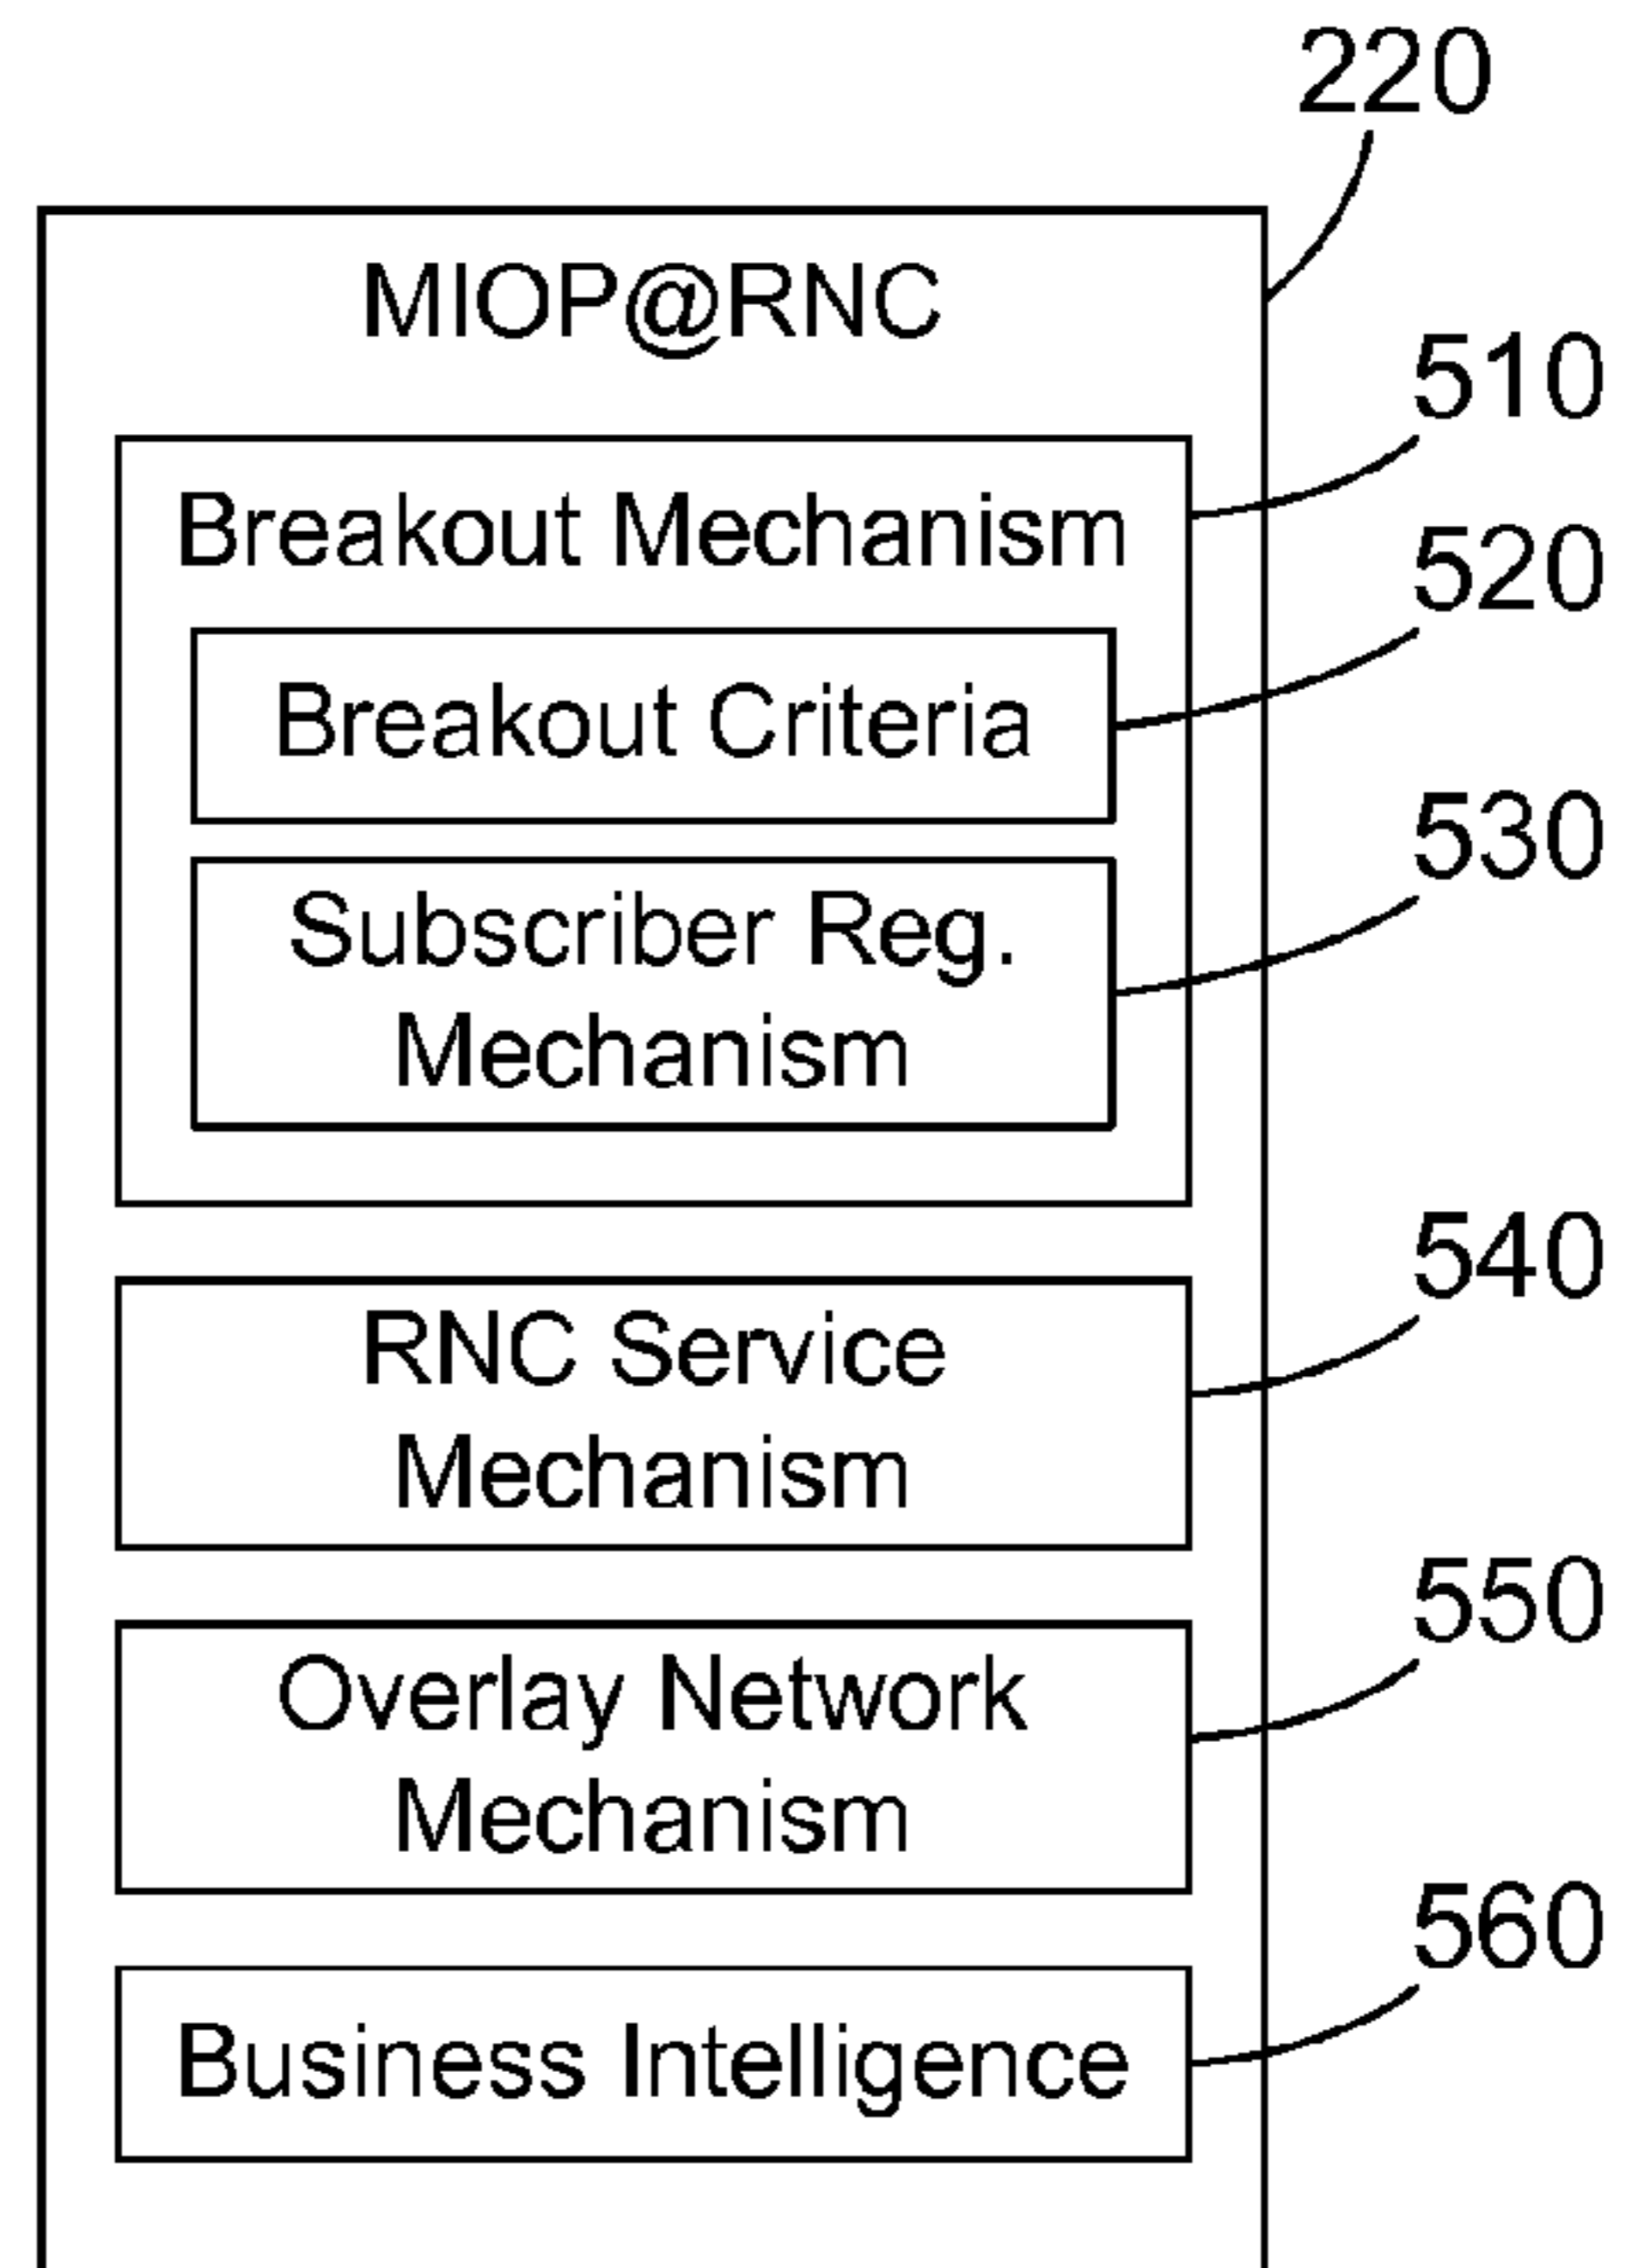 220
MIOP@RNC
510
Breakout Mechanism
520
Breakout Criteria
530
Subscriber Reg.
Mechanism
540
RNC Service
Mechanism
550
Overlay Network
Mechanism
560
Business Intelligence